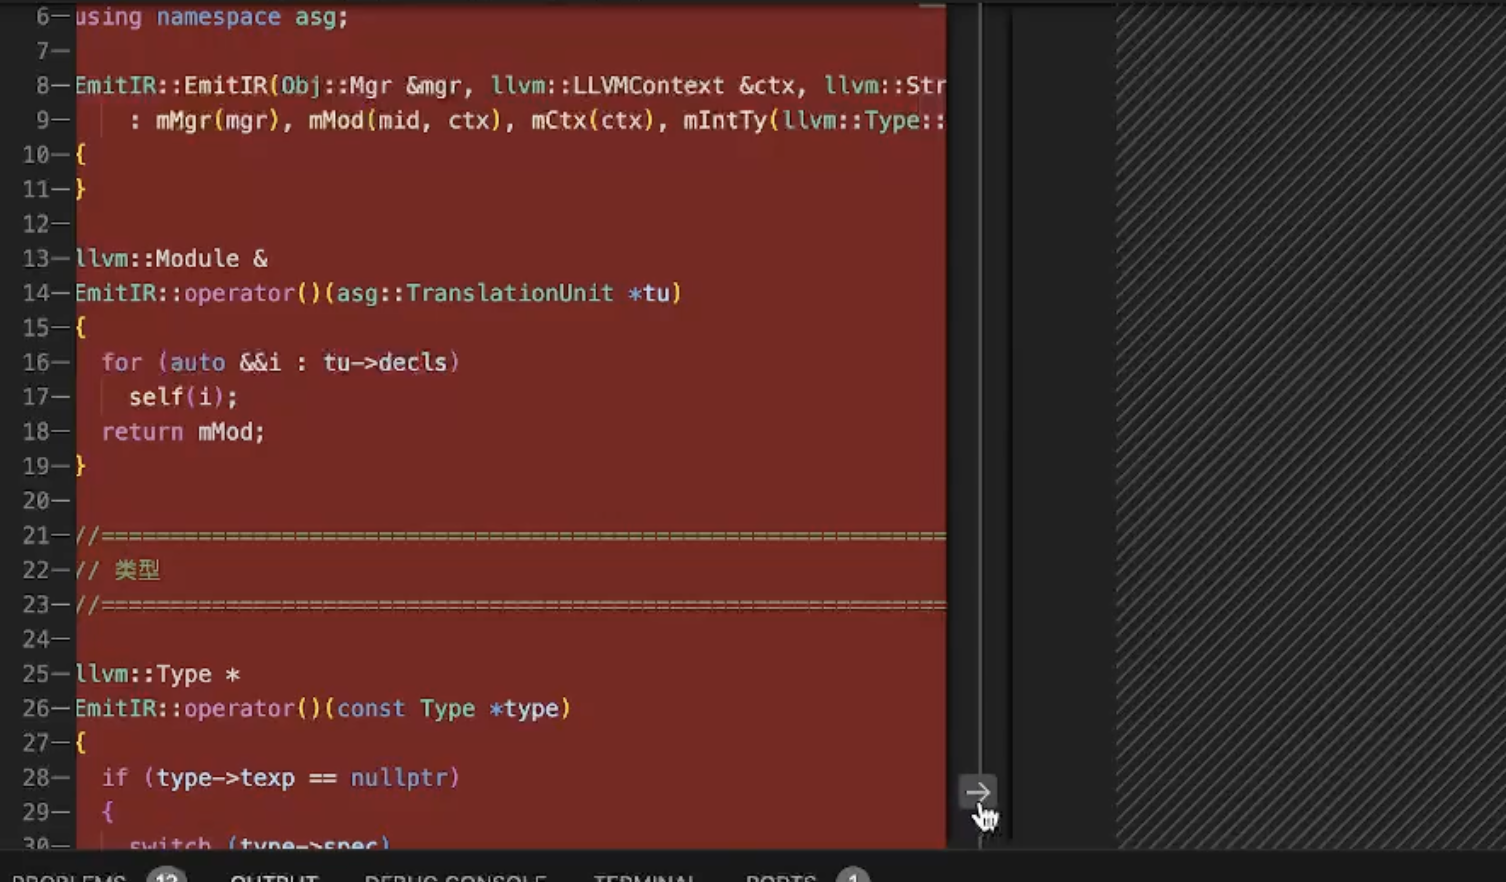 6— using namespace asg;
7—
8— EmitIR::EmitIR(Obj::Mgr &mgr, llvm::LLVMContext &ctx, llvm::Str
9— : mMgr(mgr), mMod(mid, ctx), mCtx(ctx), mIntTy(llvm::Type::
10— {
11— }
12—
13— llvm::Module &
14— EmitIR::operator()(asg::TranslationUnit *tu)
15— {
16— for (auto &&i : tu->decls)
17— self(i);
18— return mMod;
19— }
20—
21— //==============================================================
22— // 类型
23— //==============================================================
24—
25— llvm::Type *
26— EmitIR::operator()(const Type *type)
27— {
28— if (type->texp == nullptr)
29— {
30— switch (type->spec)
PROBLEMS 12 OUTPUT DEBUG CONSOLE TERMINAL PORTS 1